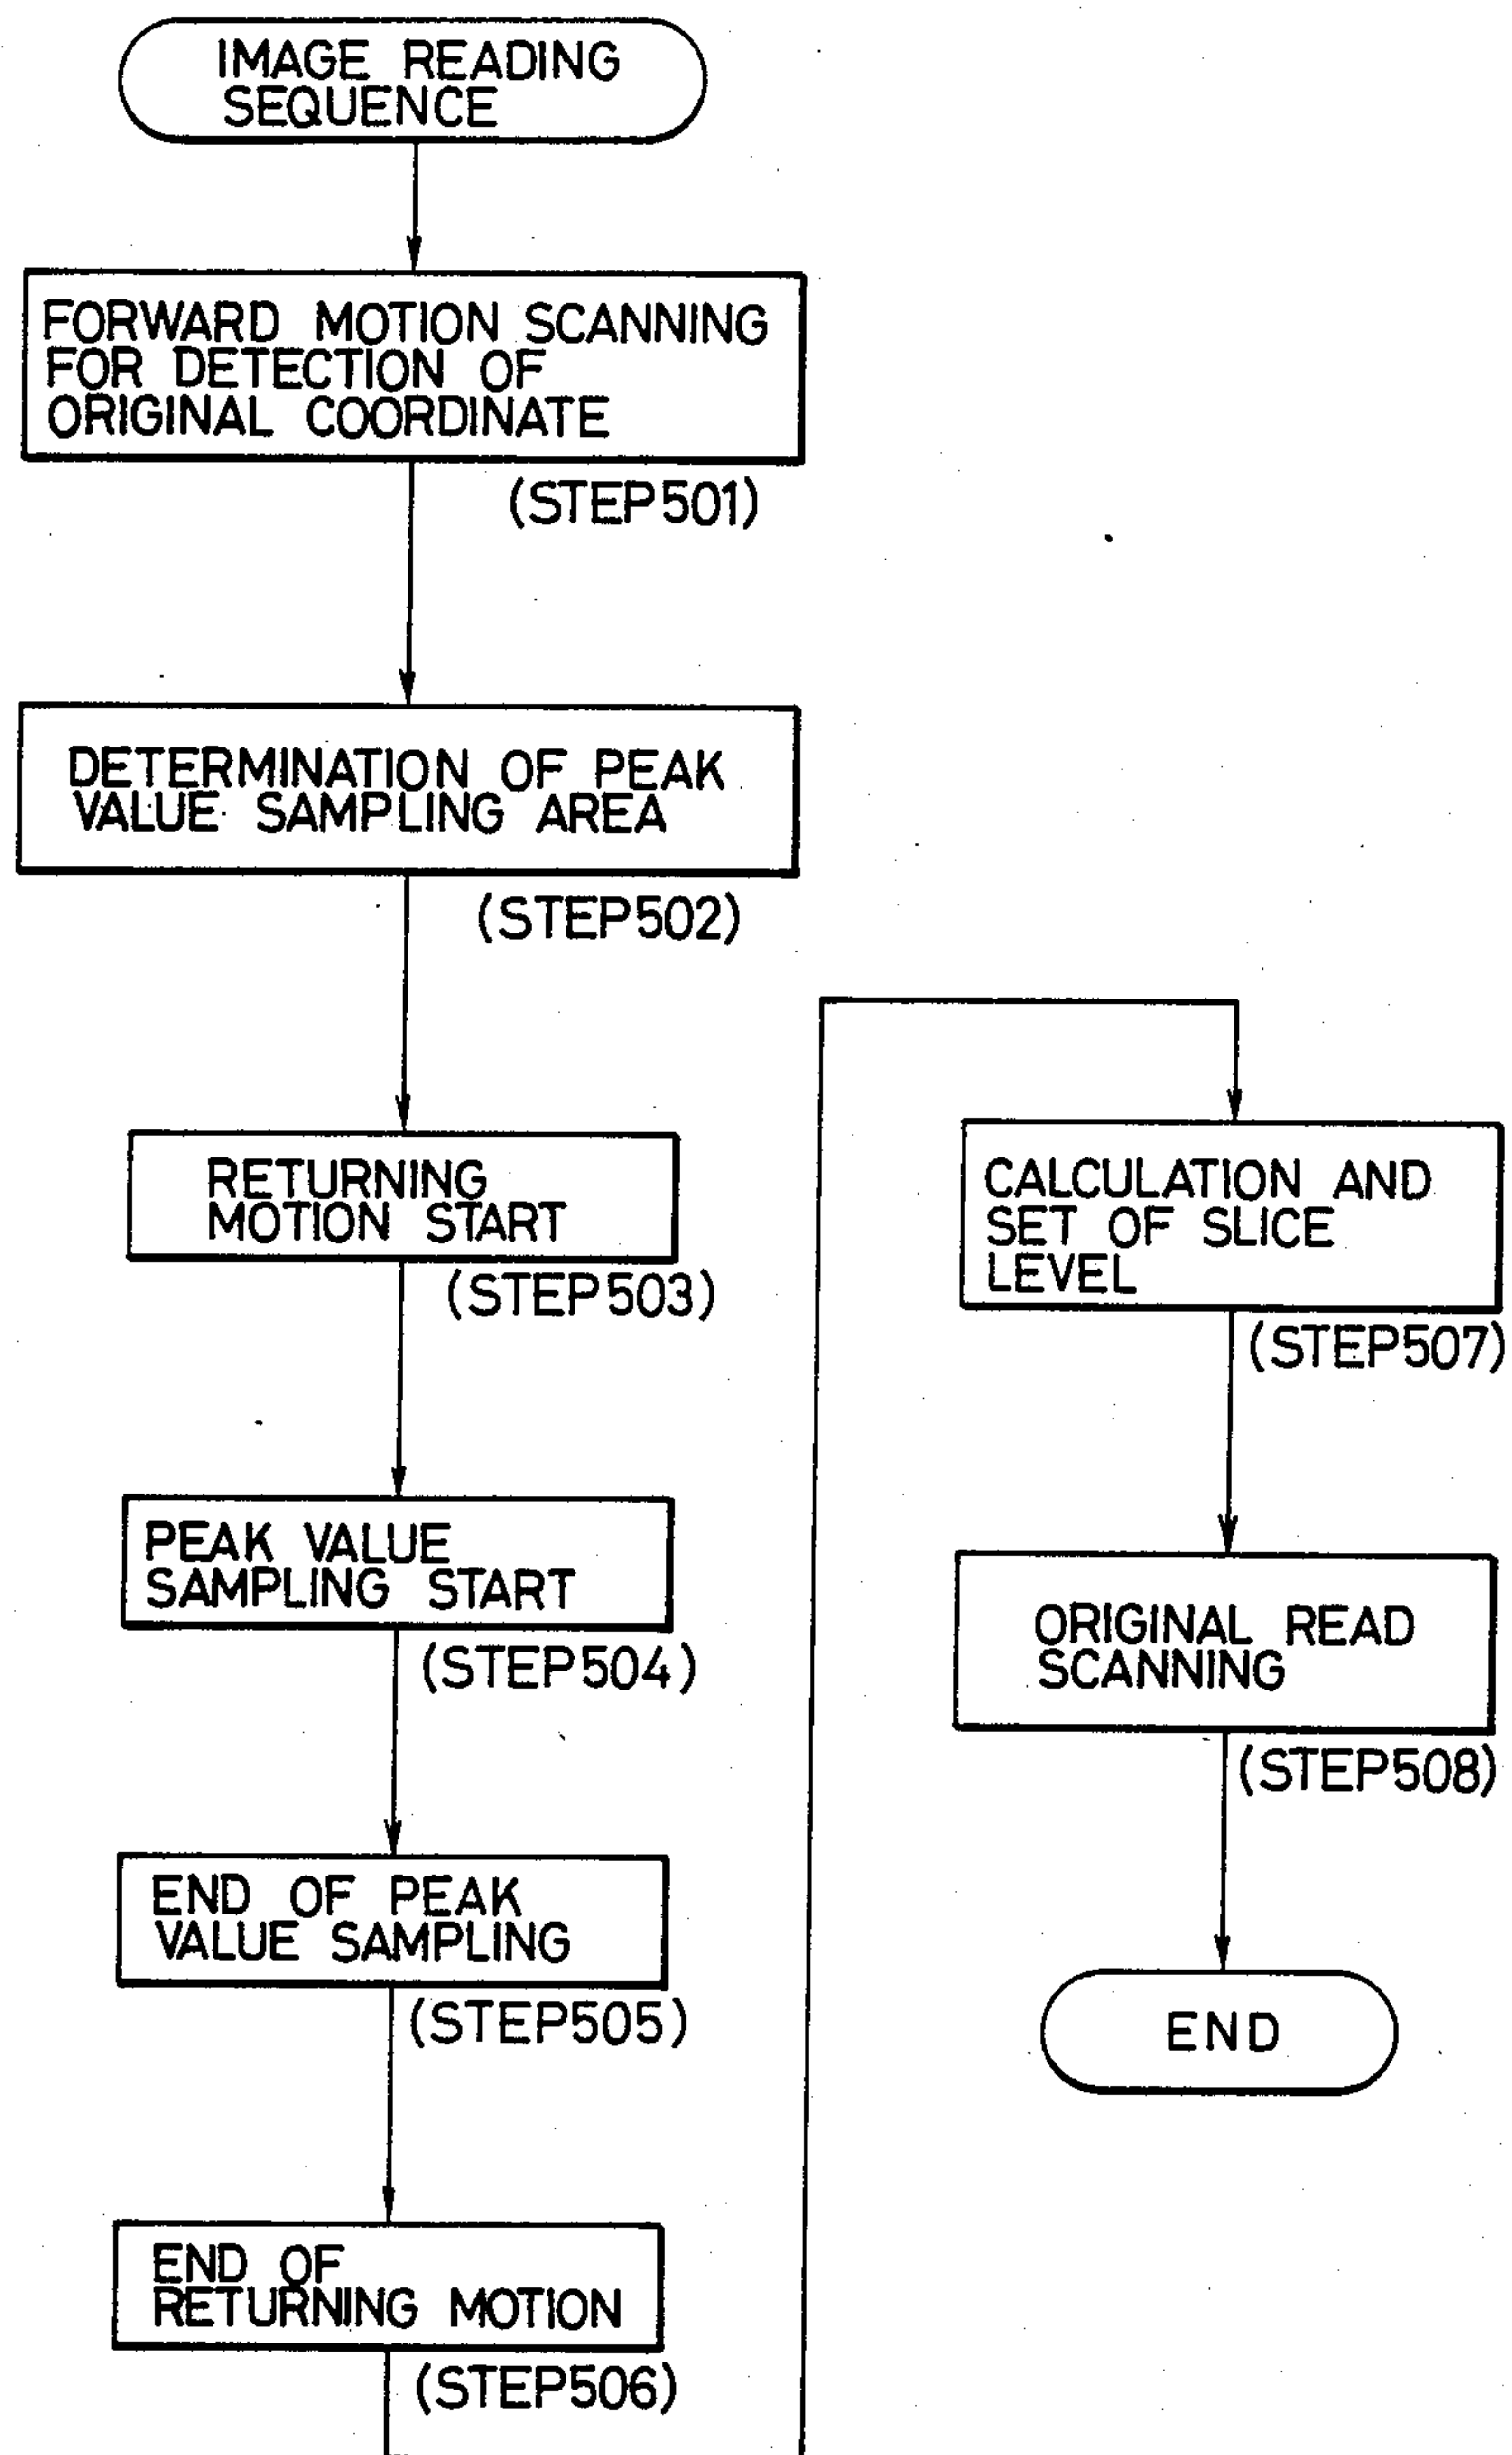 IMAGE READING
SEQUENCE
FORWARD MOTION SCANNING
FOR DETECTION OF
ORIGINAL COORDINATE
(STEP501)
DETERMINATION OF PEAK
VALUE SAMPLING AREA
(STEP502)
RETURNING
MOTION START
(STEP503)
PEAK VALUE
SAMPLING START
(STEP504)
END OF PEAK
VALUE SAMPLING
(STEP505)
END OF
RETURNING MOTION
(STEP506)
CALCULATION AND
SET OF SLICE
LEVEL
(STEP507)
ORIGINAL READ
SCANNING
(STEP508)
END